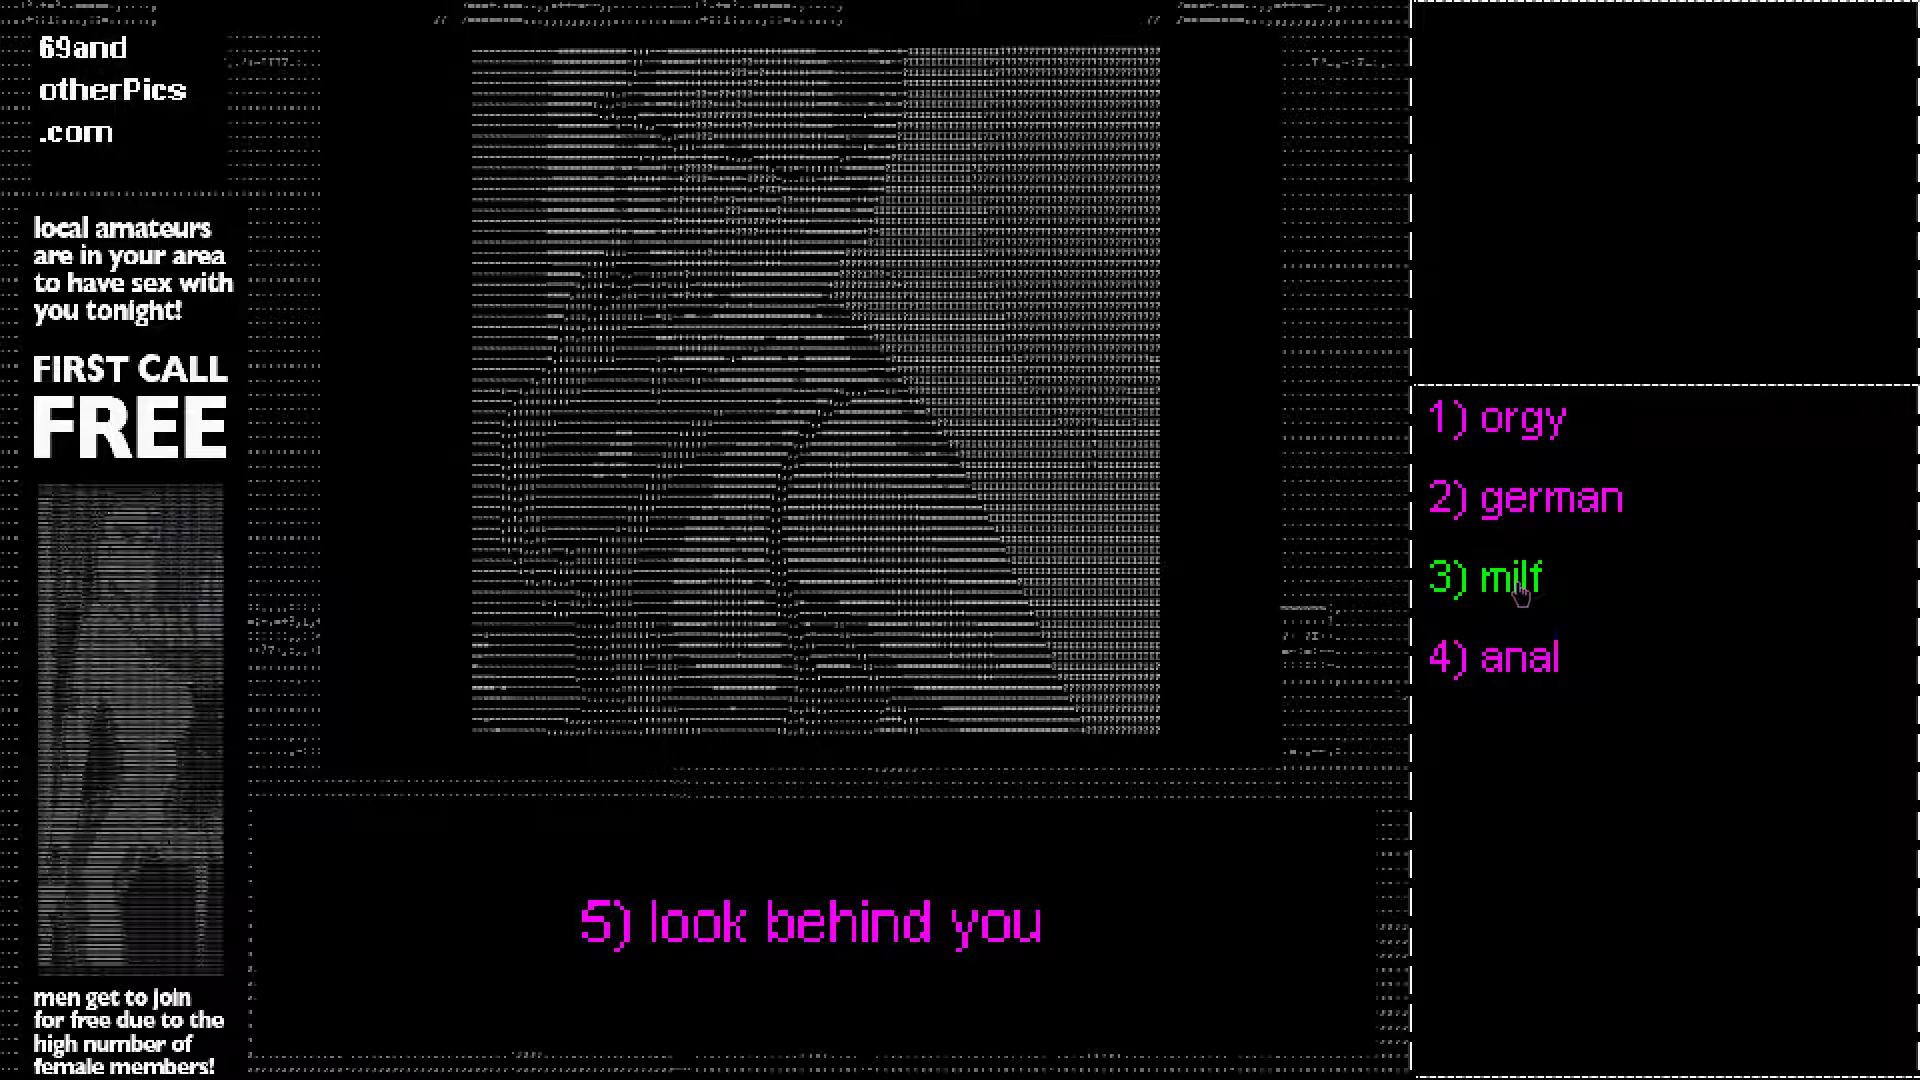 69and
otherPics
.com
local amateurs
are in your area
to have sex with
you tonight!
FIRST CALL
FREE
men get to join
for free due to the
high number of
female members!
1) orgy
2) german
3) milf
4) anal
5) look behind you